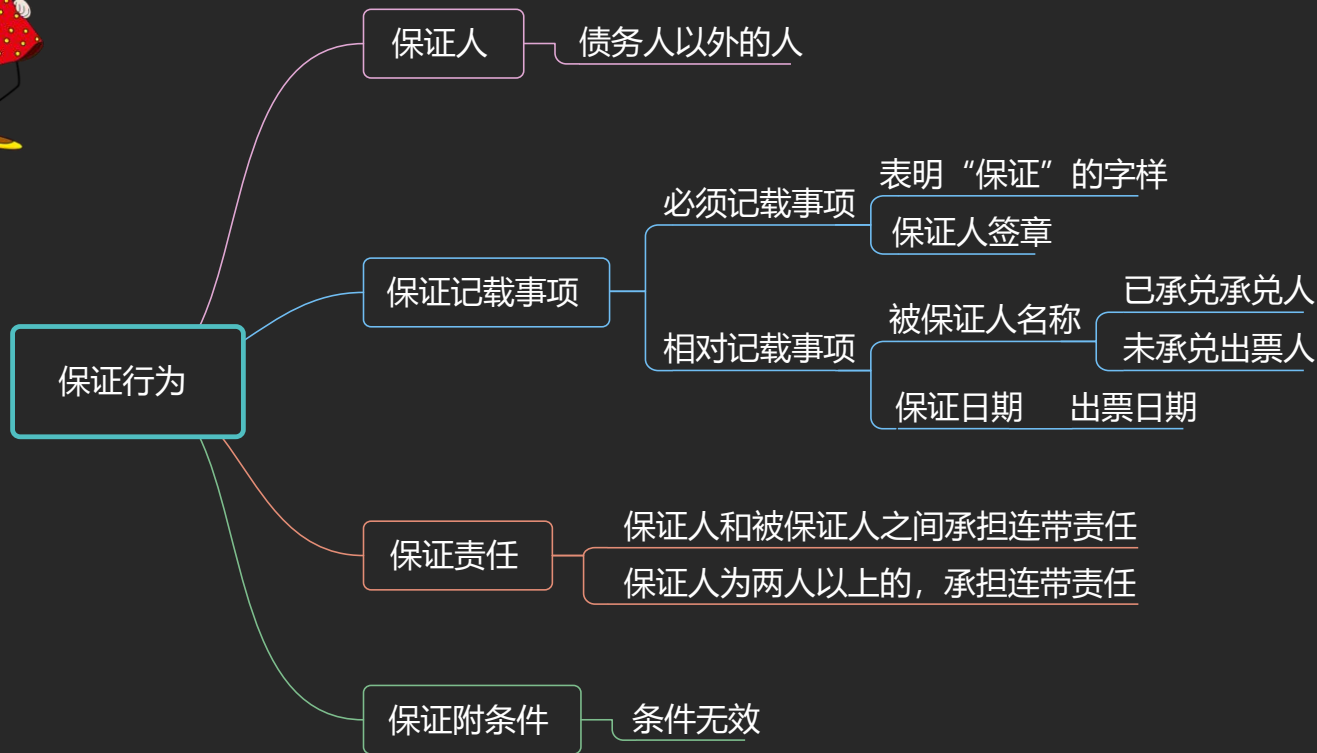 保证人
债务人以外的人
表明“保证”的字样
必须记载事项
保证人签章
保证记载事项
已承兑承兑人
被保证人名称
相对记载事项
未承兑出票人
保证行为
保证日期
出票日期
保证人和被保证人之间承担连带责任
保证责任
保证人为两人以上的，承担连带责任
保证附条件
条件无效